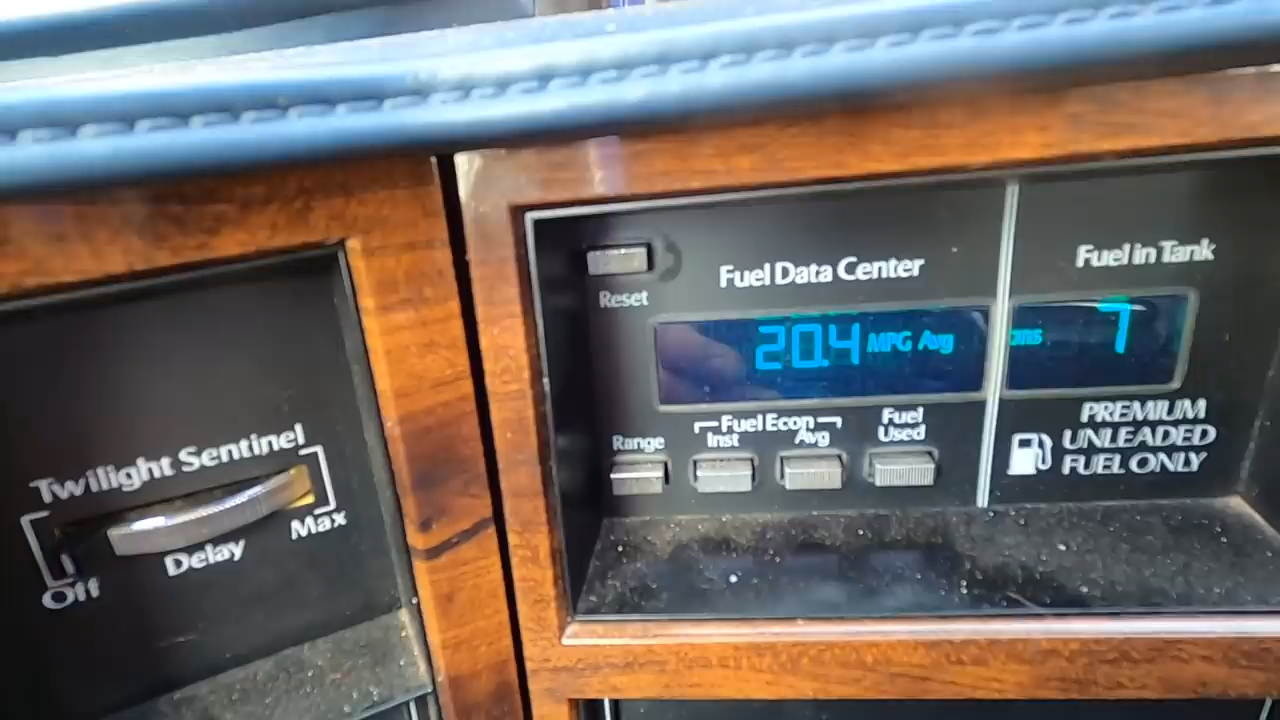 Fuel Data Center
Fuel in Tank
Reset
20.4 MPG Avg
7
Fuel Econ
Range
Inst
Avg
Fuel
Used
PREMIUM
UNLEADED
FUEL ONLY
Twilight Sentinel
Off
Delay
Max